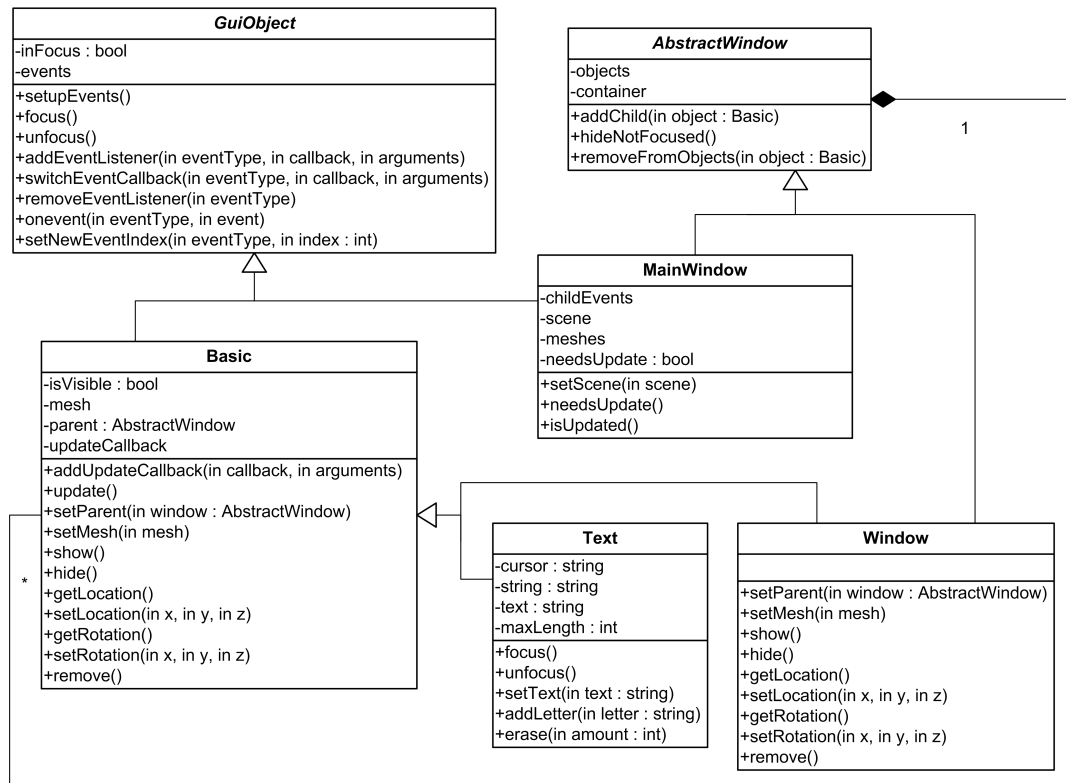 GuiObject
-inFocus : bool
-events
+setupEvents()
+focus()
+unfocus()
+addEventListener(in eventType, in callback, in arguments)
+switchEventCallback(in eventType, in callback, in arguments)
+removeEventListener(in eventType)
+onevent(in eventType, in event)
+setNewEventIndex(in eventType, in index : int)
AbstractWindow
-objects
-container
+addChild(in object : Basic)
+hideNotFocused()
+removeFromObjects(in object : Basic)
1
MainWindow
-childEvents
-scene
-meshes
-needsUpdate : bool
+setScene(in scene)
+needsUpdate()
+isUpdated()
Basic
-isVisible : bool
-mesh
-parent : AbstractWindow
-updateCallback
+addUpdateCallback(in callback, in arguments)
+update()
+setParent(in window : AbstractWindow)
+setMesh(in mesh)
+show()
+hide()
+getLocation()
+setLocation(in x, in y, in z)
+getRotation()
+setRotation(in x, in y, in z)
+remove()
*
Text
-cursor : string
-string : string
-text : string
-maxLength : int
+focus()
+unfocus()
+setText(in text : string)
+addLetter(in letter : string)
+erase(in amount : int)
Window
+setParent(in window : AbstractWindow)
+setMesh(in mesh)
+show()
+hide()
+getLocation()
+setLocation(in x, in y, in z)
+getRotation()
+setRotation(in x, in y, in z)
+remove()